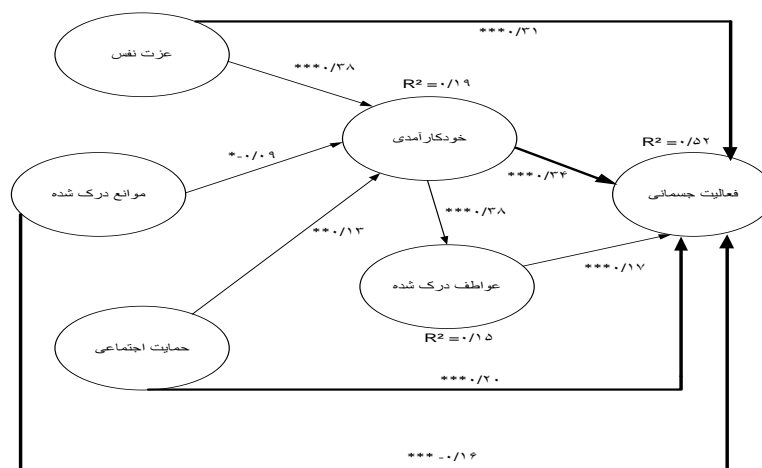 ***۰/۳۱
عزت نفس
***۰/۳۸
R² =۰/۱۹
خودکارآمدی
R² =۰/۵۲
*-۰/۰۹
***۰/۳۴
موانع درک شده
فعالیت جسمانی
***۰/۳۸
**۰/۱۳
***۰/۱۷
عواطف درک شده
R² =۰/۱۵
حمایت اجتماعی
***۰/۲۰
*** -۰/۱۶